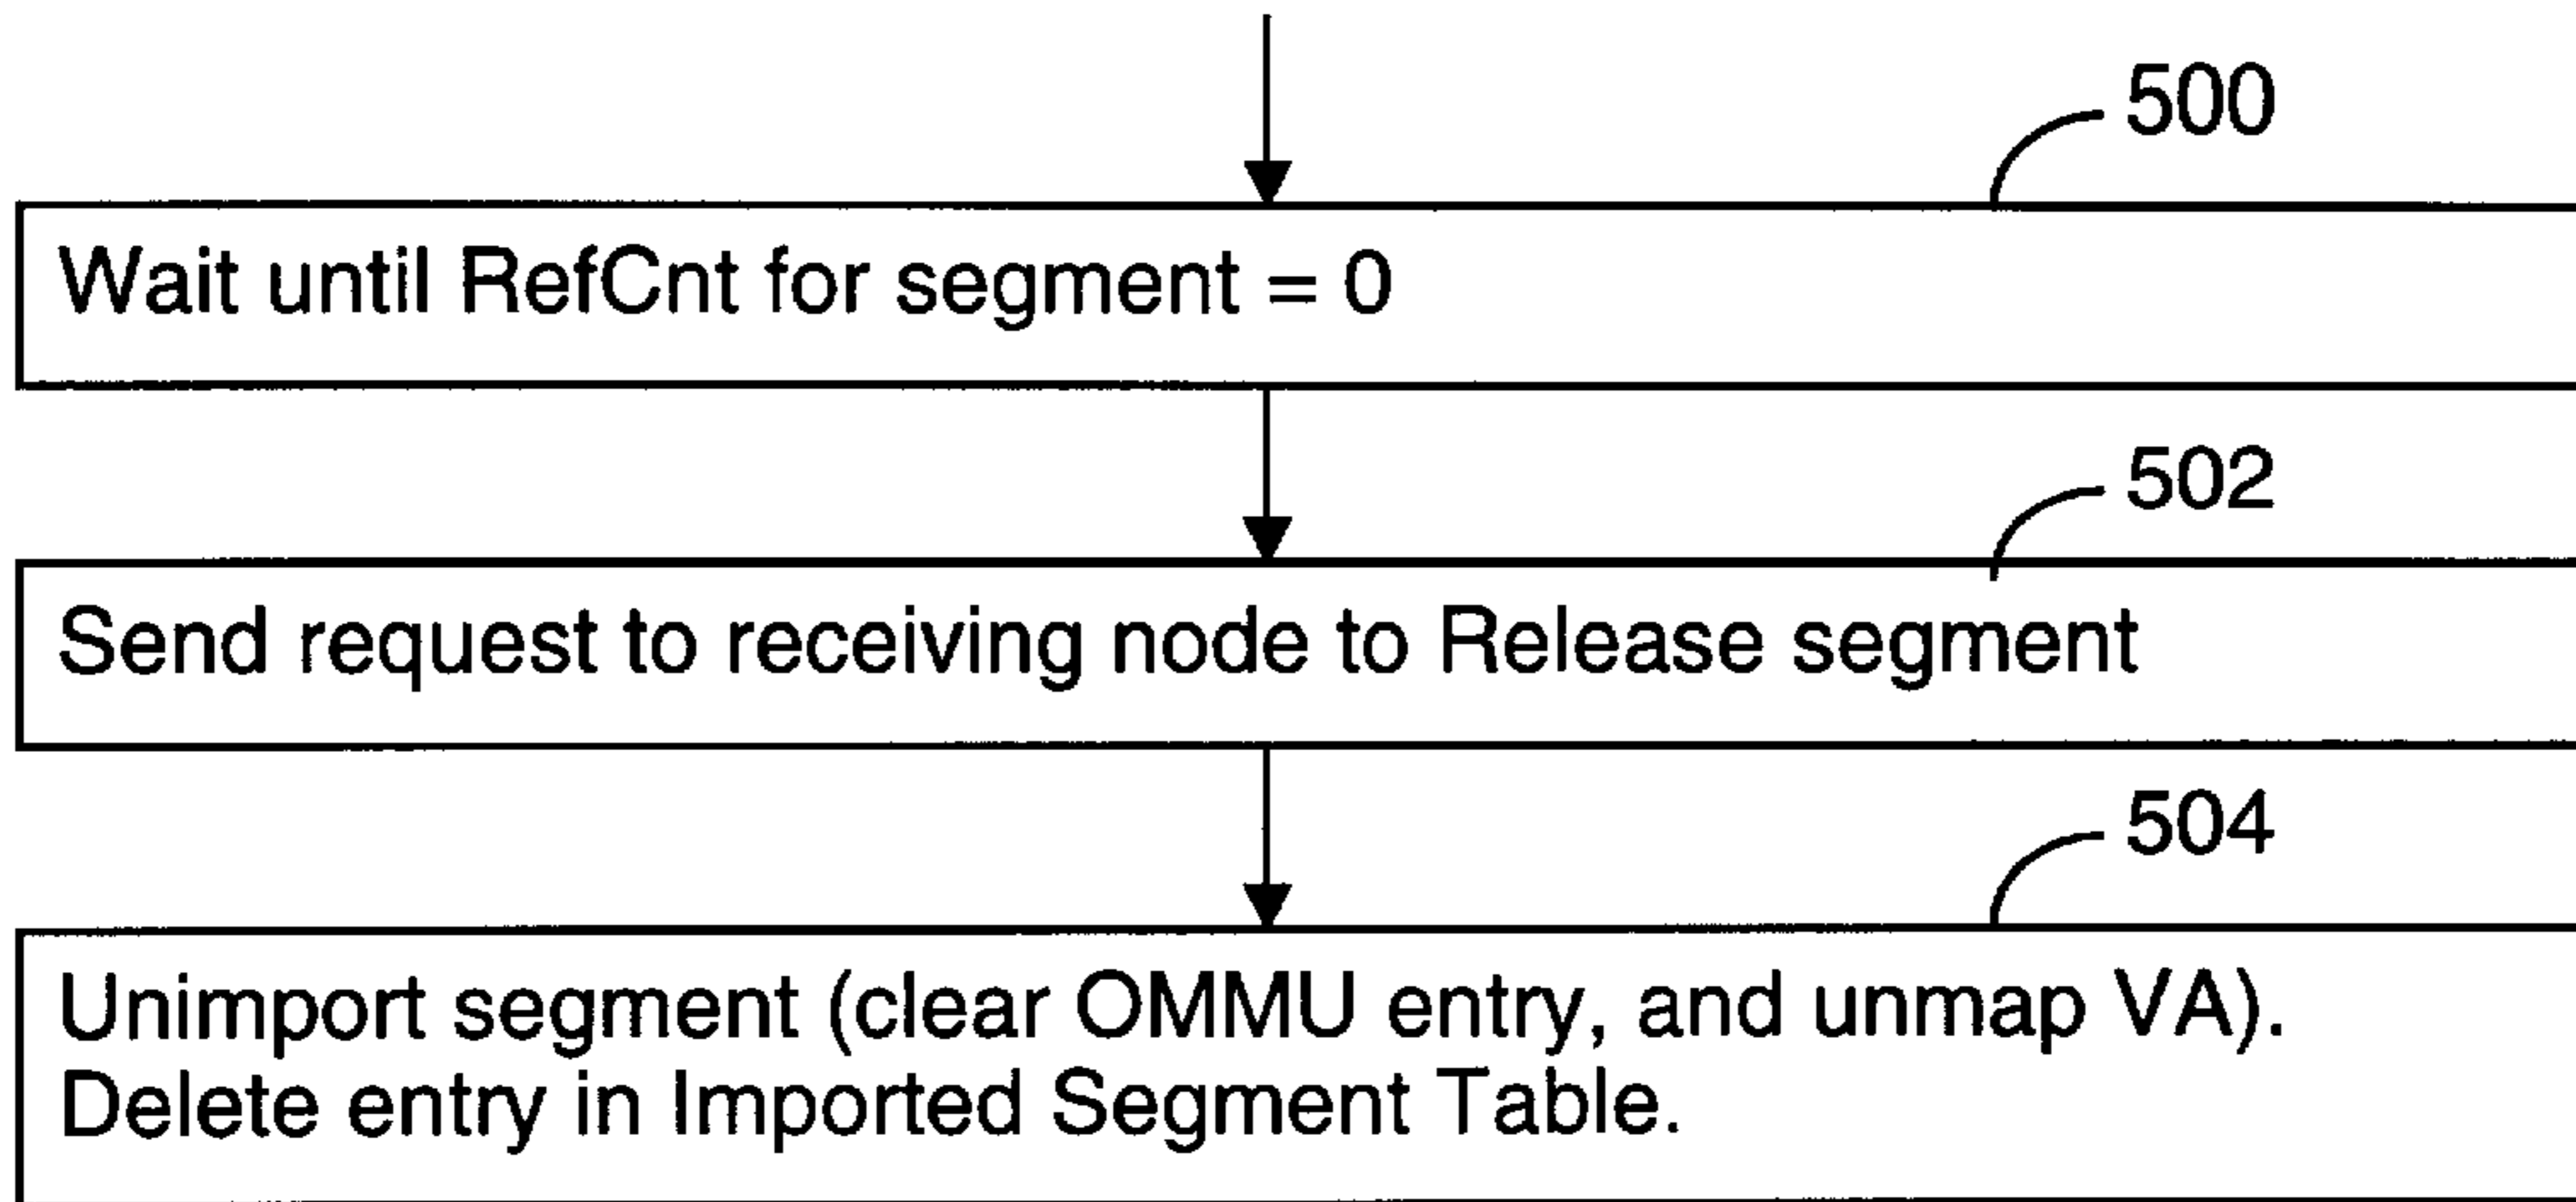 500
Wait until RefCnt for segment = 0
502
Send request to receiving node to Release segment
504
Unimport segment (clear OMMU entry, and unmap VA).
Delete entry in Imported Segment Table.